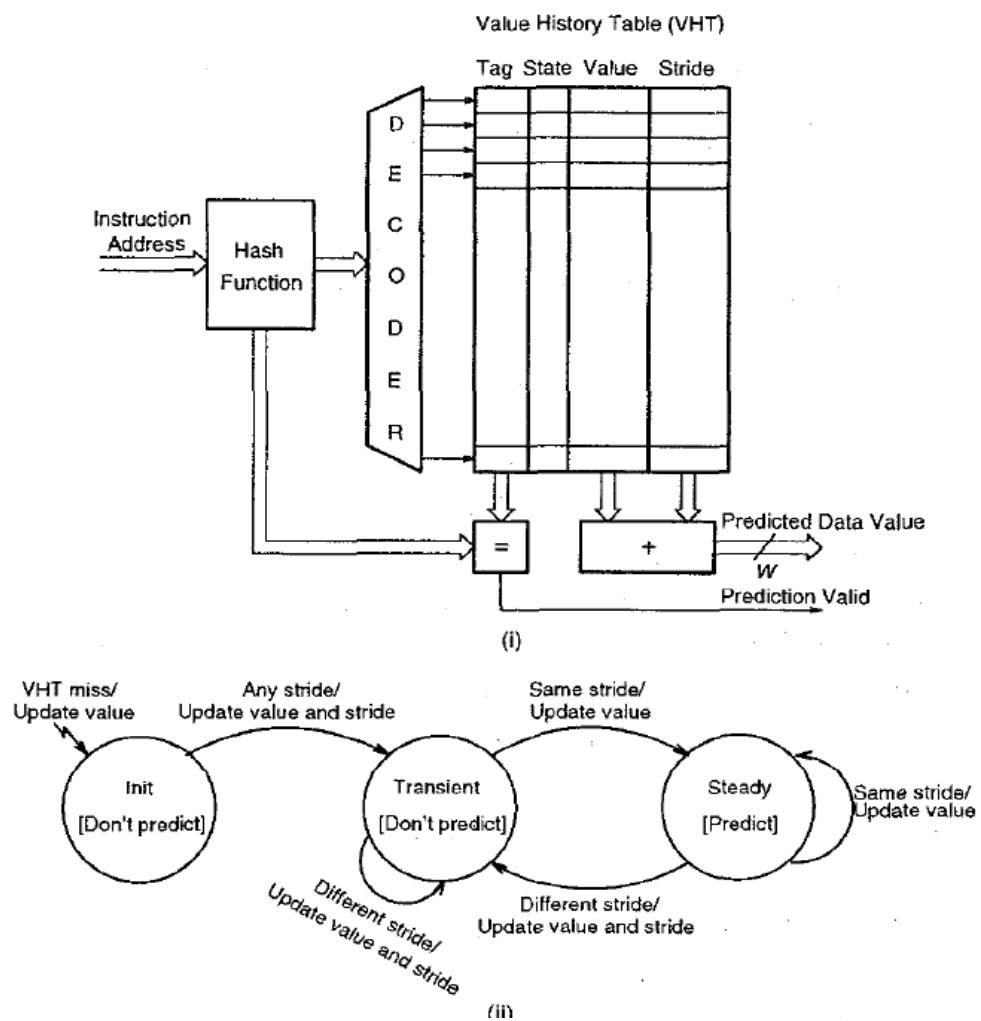 Value History Table (VHT)
Tag State Value Stride
D
E
C
O
D
E
R
Instruction
Address
Hash
Function
=
+
Predicted Data Value
W
Prediction Valid
(i)
VHT miss/
Update value
Any stride/
Update value and stride
Same stride/
Update value
Init
[Don't predict]
Transient
[Don't predict]
Steady
[Predict]
Same stride/
Update value
Different stride/
Update value and stride
Different stride/
Update value and stride
(ii)